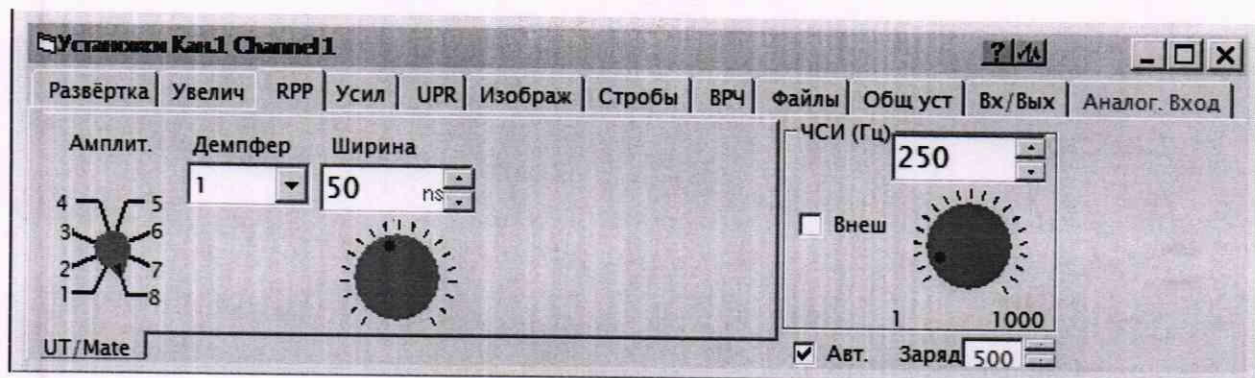 Установки Кан.1 Channel 1 ?
Развёртка Увелич RPP Усил UPR Изображ Стробы ВРЧ Файлы Общ уст Вх/Вых Аналог. Вход
Амплит. Демпфер Ширина ЧСИ (Гц)
1 50 ns 250
4 5
3 6
2 7
1 8
Внеш
1 1000
UT/Mate
Авт. Заряд 500